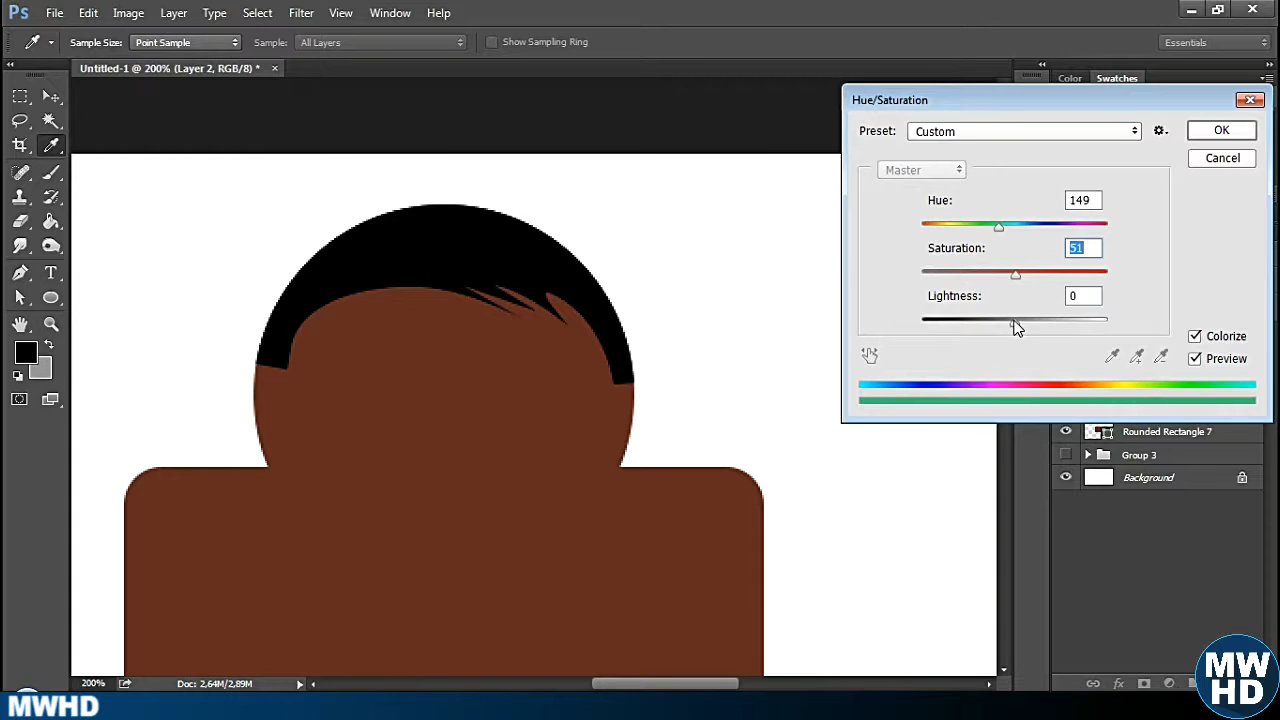 Ps File Edit Image Layer Type Select Filter View Window Help
Sample Size: Point Sample Sample: All Layers Show Sampling Ring Essentials
Untitled-1 @ 200% (Layer 2, RGB/8) * ×
Color Swatches
Hue/Saturation
Preset: Custom OK
Cancel
Master
Hue: 149
Saturation: 51
Lightness: 0
Colorize
Preview
Rounded Rectangle 7
Group 3
Background
200% Doc: 2,64M/2,89M
fx
MWHD
MW
HD